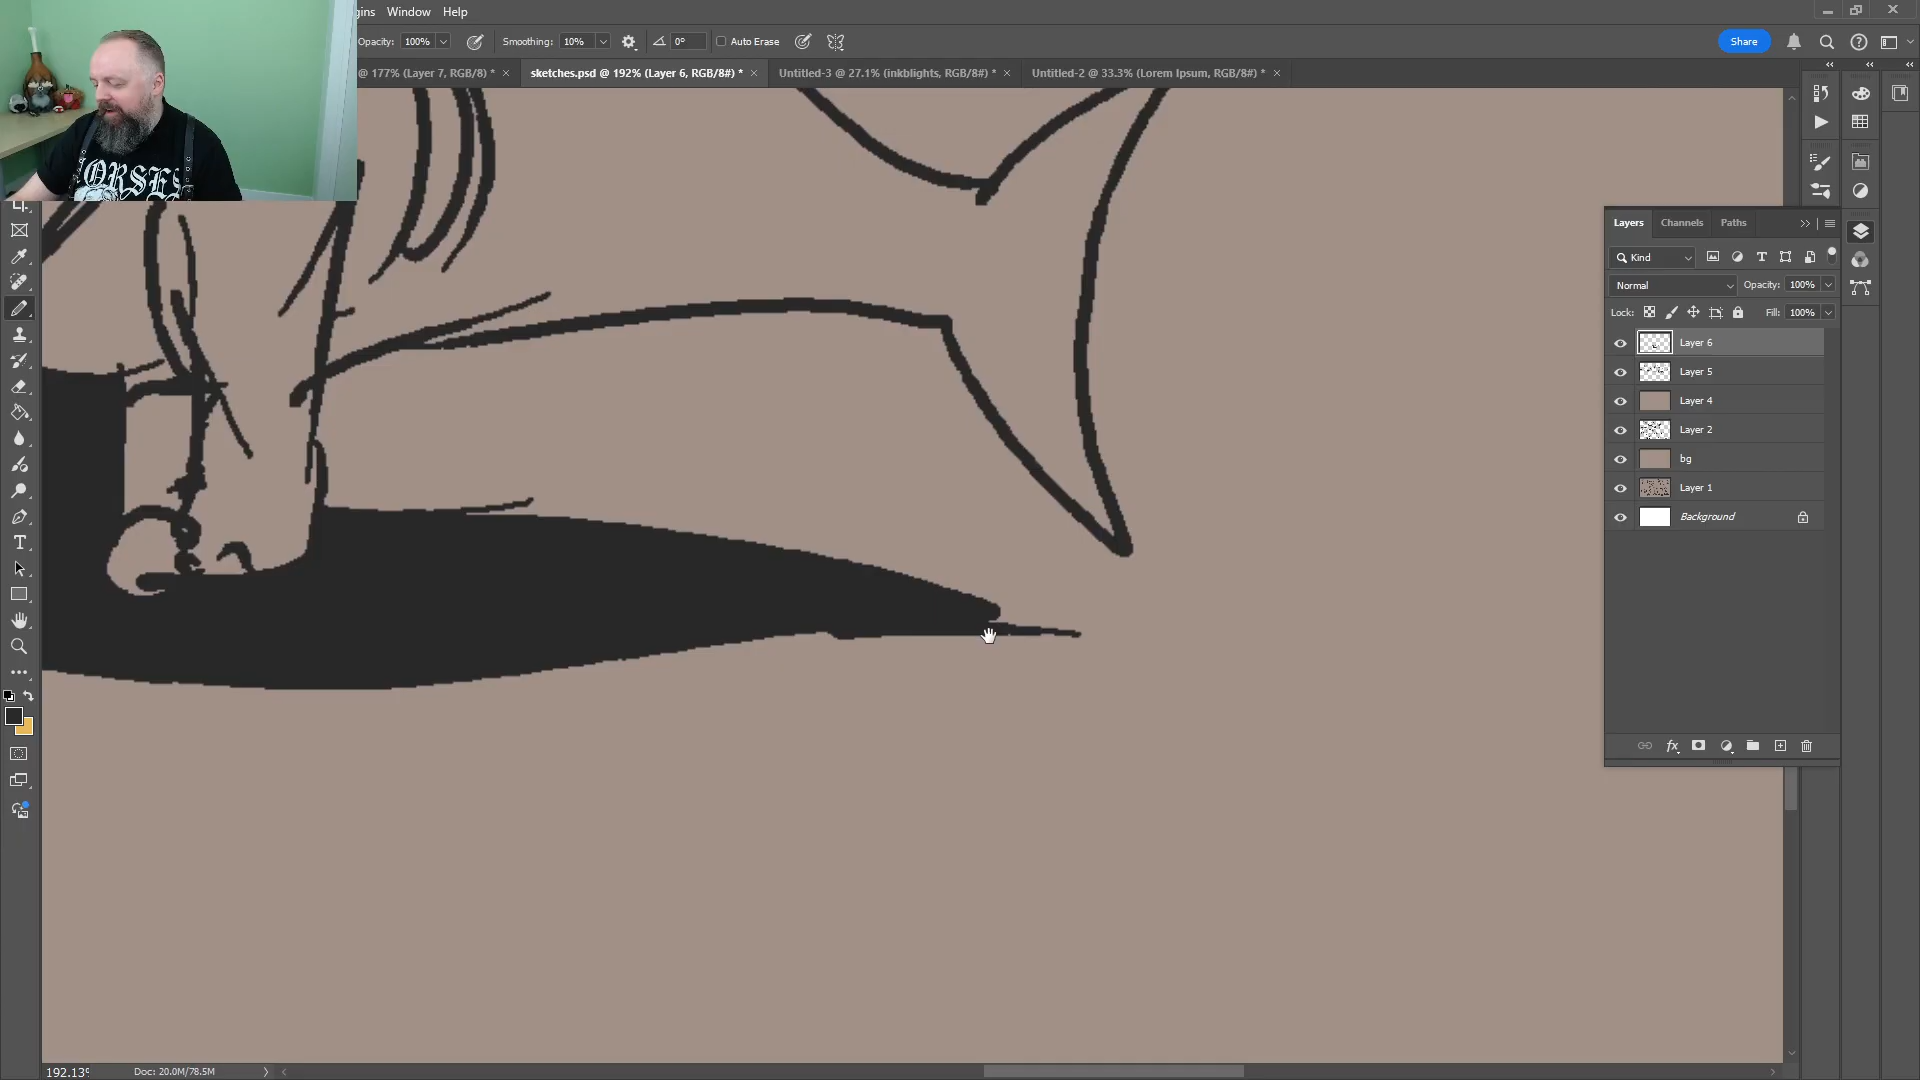 gins Window Help
Opacity: 100% Smoothing: 10% 0° Auto Erase Share
@ 177% (Layer 7, RGB/8) * sketches.psd @ 192% (Layer 6, RGB/8#) * Untitled-3 @ 27.1% (inkblights, RGB/8#) * Untitled-2 @ 33.3% (Lorem Ipsum, RGB/8#) *
HORSES
Layers Channels Paths
Kind
Normal Opacity: 100%
Lock: Fill: 100%
Layer 6
Layer 5
Layer 4
Layer 2
bg
Layer 1
Background
192.13% Doc: 20.0M/78.5M